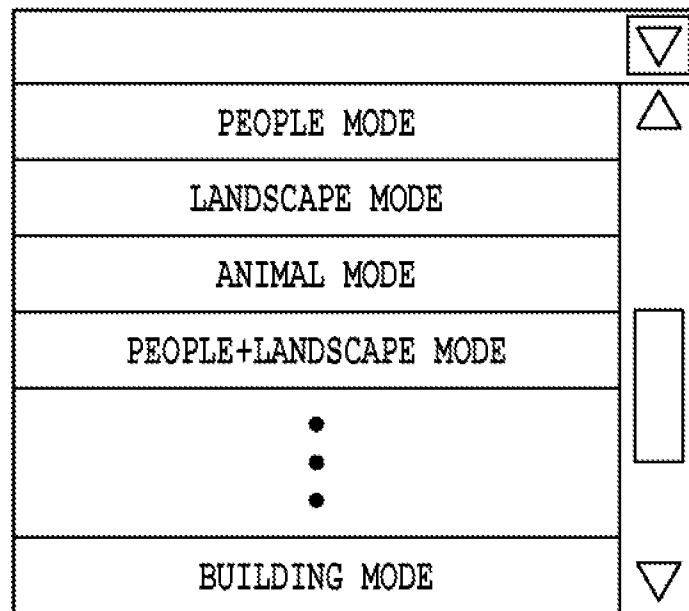 PEOPLE MODE
LANDSCAPE MODE
ANIMAL MODE
PEOPLE+LANDSCAPE MODE
BUILDING MODE